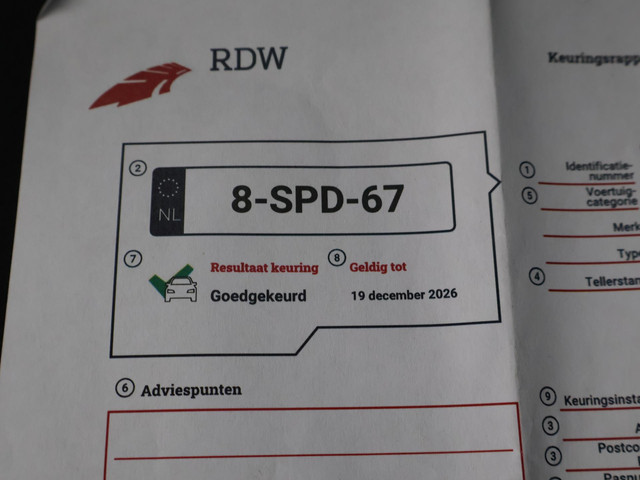 RDW
Keuringsrapp
2
NL
8-SPD-67
7
Resultaat keuring
Goedgekeurd
8
Geldig tot
19 december 2026
6 Adviespunten
1 Identificatie-
nummer
5 Voertuig-
categorie
Merk
Type
4 Tellerstan
9 Keuringsinsta
3 A
3 Postco